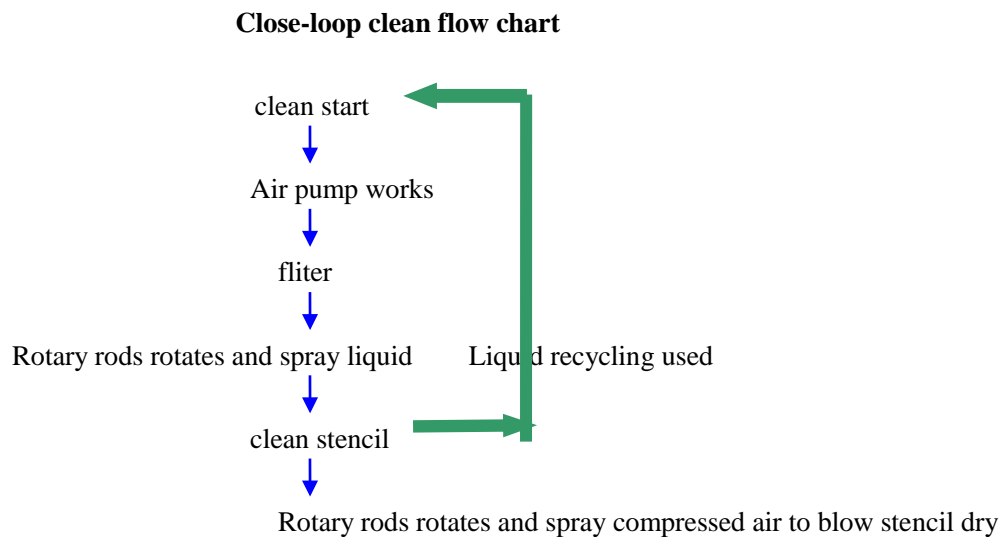 Close-loop clean flow chart
clean start
Air pump works
fliter
Rotary rods rotates and spray liquid
Liquid recycling used
clean stencil
Rotary rods rotates and spray compressed air to blow stencil dry